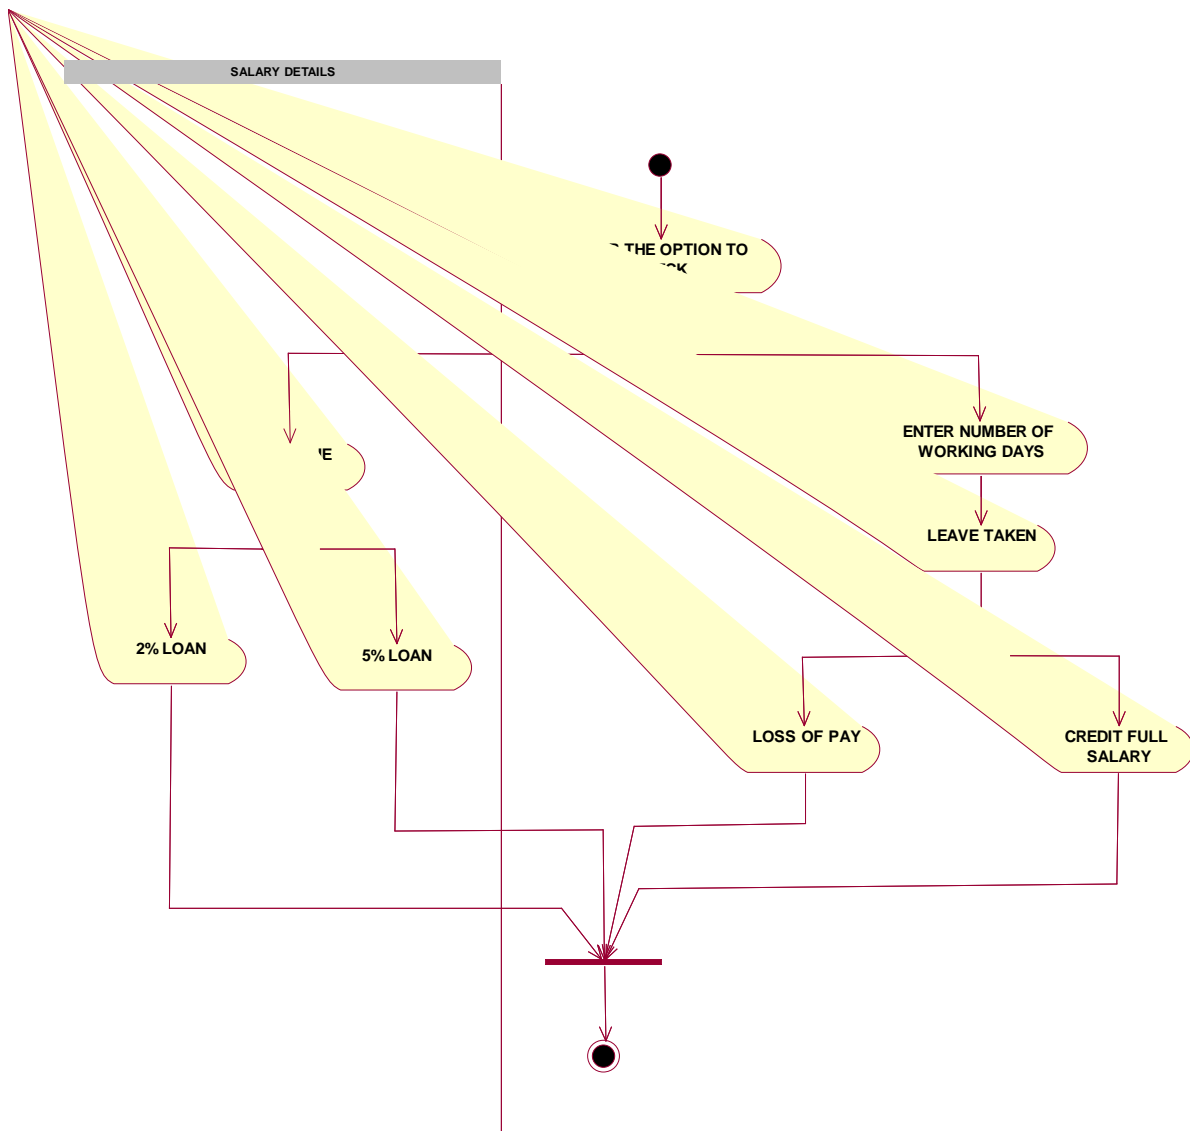 SALARY DETAILS
THE OPTION TO
ENTER NUMBER OF
WORKING DAYS
LEAVE TAKEN
2% LOAN
5% LOAN
LOSS OF PAY
CREDIT FULL
SALARY